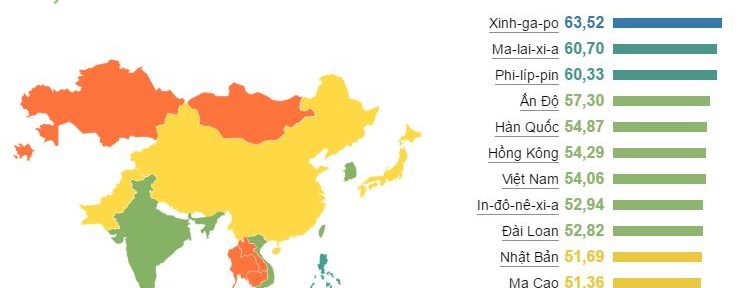 Xinh-ga-po 63,52
Ma-lai-xi-a 60,70
Phi-líp-pin 60,33
Ấn Độ 57,30
Hàn Quốc 54,87
Hồng Kông 54,29
Việt Nam 54,06
In-đô-nê-xi-a 52,94
Đài Loan 52,82
Nhật Bản 51,69
Ma Cao 51,36